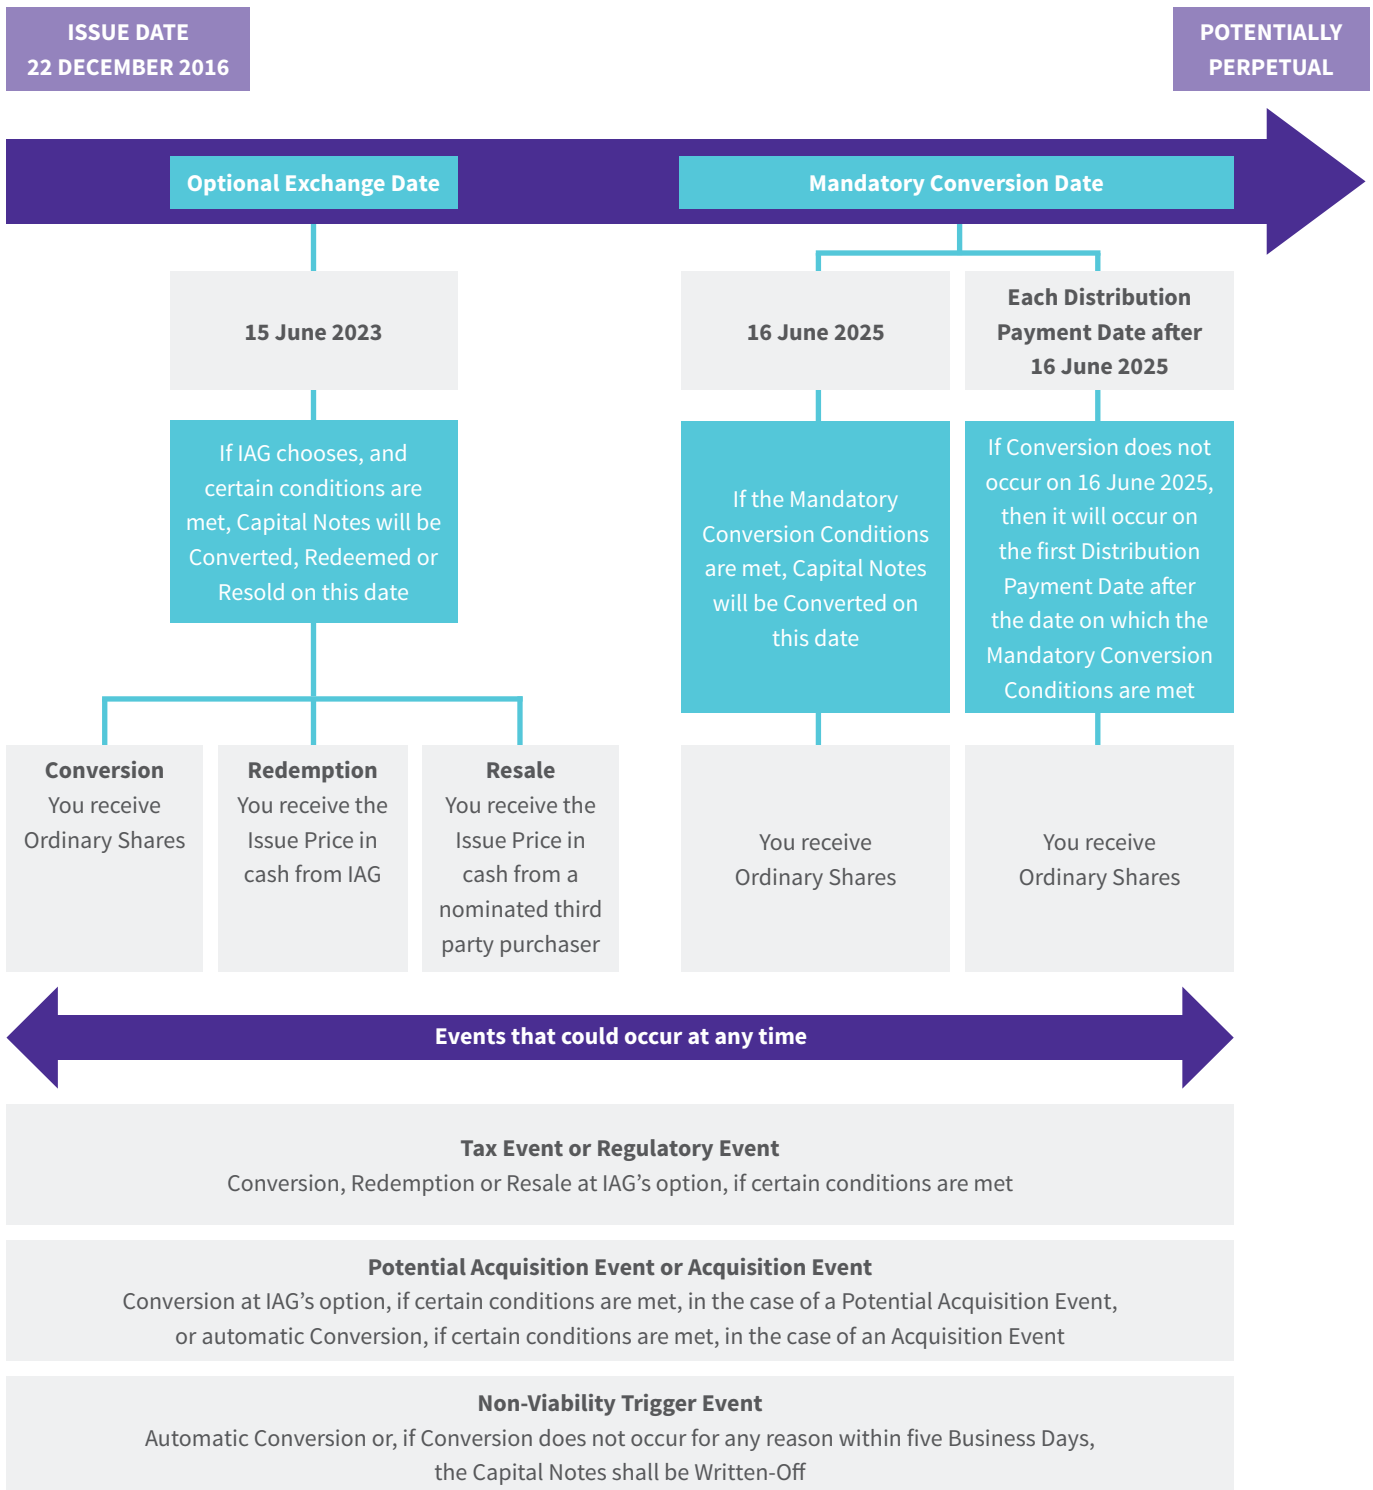 ISSUE DATE
22 DECEMBER 2016
POTENTIALLY
PERPETUAL
Optional Exchange Date
Mandatory Conversion Date
15 June 2023
16 June 2025
Each Distribution
Payment Date after
16 June 2025
If IAG chooses, and
certain conditions are
met, Capital Notes will be
Converted, Redeemed or
Resold on this date
If the Mandatory
Conversion Conditions
are met, Capital Notes
will be Converted on
this date
If Conversion does not
occur on 16 June 2025,
then it will occur on
the first Distribution
Payment Date after
the date on which the
Mandatory Conversion
Conditions are met
Conversion
You receive
Ordinary Shares
Redemption
You receive the
Issue Price in
cash from IAG
Resale
You receive the
Issue Price in
cash from a
nominated third
party purchaser
You receive
Ordinary Shares
You receive
Ordinary Shares
Events that could occur at any time
Tax Event or Regulatory Event
Conversion, Redemption or Resale at IAG’s option, if certain conditions are met
Potential Acquisition Event or Acquisition Event
Conversion at IAG’s option, if certain conditions are met, in the case of a Potential Acquisition Event,
or automatic Conversion, if certain conditions are met, in the case of an Acquisition Event
Non-Viability Trigger Event
Automatic Conversion or, if Conversion does not occur for any reason within five Business Days,
the Capital Notes shall be Written-Off